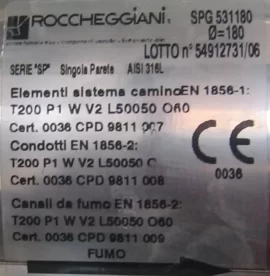 ROCCHEGGIANI SPG 531180
Ø=180
LOTTO n° 54912731/06
SERIE "SP" Singola Parete AISI 316L
Elementi sistema camino EN 1856-1:
T200 P1 W V2 L50050 O60
Cert. 0036 CPD 9811 007
Condotti EN 1856-2:
T200 P1 W V2 L50050 O
Cert. 0036 CPD 9811 008
CE
0036
Canali da fumo EN 1856-2:
T200 P1 W V2 L50050 O60
Cert. 0036 CPD 9811 009
FUMO